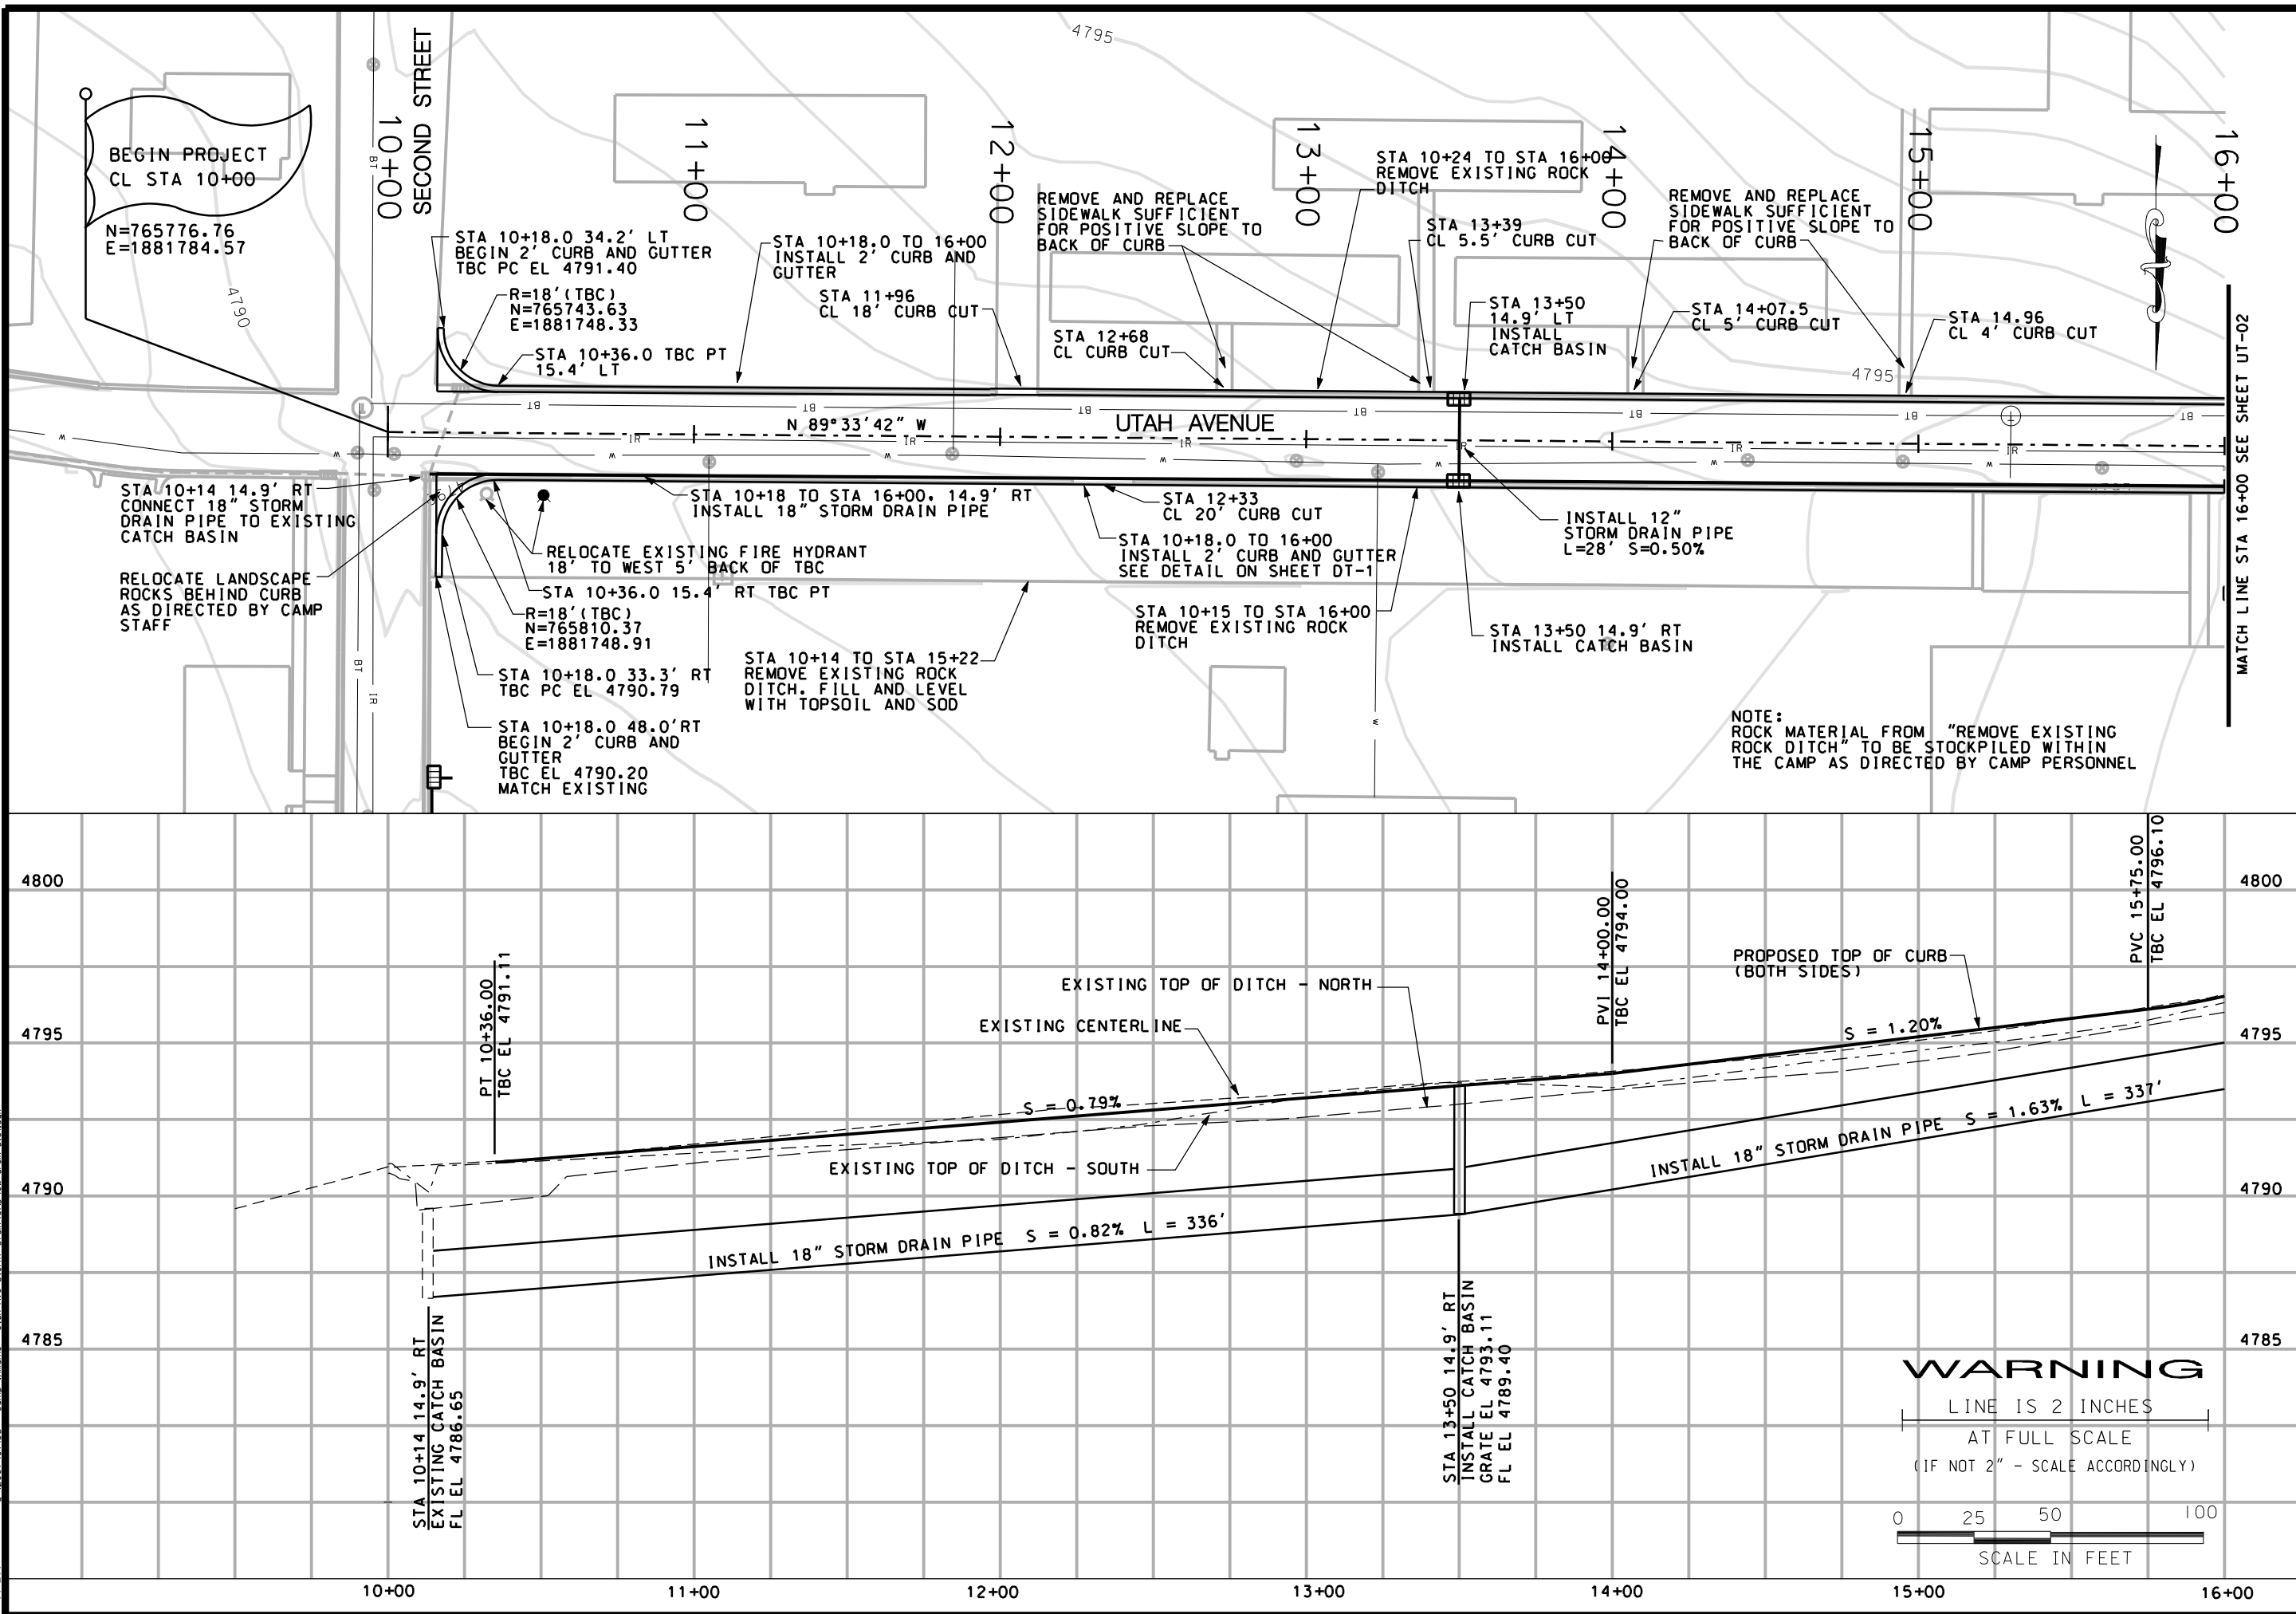 4795
SECOND STREET
BEGIN PROJECT
CL STA 10+00
N=765776.76
E=1881784.57
4790
10+00
11+00
12+00
13+00
14+00
15+00
16+00
STA 10+18.0 34.2' LT
BEGIN 2' CURB AND GUTTER
TBC PC EL 4791.40
R=18'(TBC)
N=765743.63
E=1881748.33
STA 10+36.0 TBC PT
15.4' LT
STA 10+18.0 TO 16+00
INSTALL 2' CURB AND
GUTTER
STA 11+96
CL 18' CURB CUT
REMOVE AND REPLACE
SIDEWALK SUFFICIENT
FOR POSITIVE SLOPE TO
BACK OF CURB
STA 12+68
CL CURB CUT
STA 10+24 TO STA 16+00
REMOVE EXISTING ROCK
DITCH
STA 13+39
CL 5.5' CURB CUT
STA 13+50
14.9' LT
INSTALL
CATCH BASIN
REMOVE AND REPLACE
SIDEWALK SUFFICIENT
FOR POSITIVE SLOPE TO
BACK OF CURB
STA 14+07.5
CL 5' CURB CUT
STA 14.96
CL 4' CURB CUT
4795
MATCH LINE STA 16+00 SEE SHEET UT-02
BT
BT
BT
BT
BT
BT
BT
BT
N 89°33'42" W
UTAH AVENUE
IR
IR
IR
IR
IR
IR
W
W
W
W
W
W
W
W
STA 10+14 14.9' RT
CONNECT 18" STORM
DRAIN PIPE TO EXISTING
CATCH BASIN
RELOCATE LANDSCAPE
ROCKS BEHIND CURB
AS DIRECTED BY CAMP
STAFF
STA 10+18 TO STA 16+00. 14.9' RT
INSTALL 18" STORM DRAIN PIPE
RELOCATE EXISTING FIRE HYDRANT
18' TO WEST 5' BACK OF TBC
STA 10+36.0 15.4' RT TBC PT
R=18'(TBC)
N=765810.37
E=1881748.91
STA 10+18.0 33.3' RT
TBC PC EL 4790.79
STA 10+18.0 48.0'RT
BEGIN 2' CURB AND
GUTTER
TBC EL 4790.20
MATCH EXISTING
STA 10+14 TO STA 15+22
REMOVE EXISTING ROCK
DITCH. FILL AND LEVEL
WITH TOPSOIL AND SOD
STA 12+33
CL 20' CURB CUT
STA 10+18.0 TO 16+00
INSTALL 2' CURB AND GUTTER
SEE DETAIL ON SHEET DT-1
STA 10+15 TO STA 16+00
REMOVE EXISTING ROCK
DITCH
INSTALL 12"
STORM DRAIN PIPE
L=28' S=0.50%
STA 13+50 14.9' RT
INSTALL CATCH BASIN
BT
IR
W
NOTE:
ROCK MATERIAL FROM "REMOVE EXISTING
ROCK DITCH" TO BE STOCKPILED WITHIN
THE CAMP AS DIRECTED BY CAMP PERSONNEL
4800
4795
4790
4785
4800
4795
4790
4785
PT 10+36.00
TBC EL 4791.11
EXISTING TOP OF DITCH - NORTH
EXISTING CENTERLINE
S = 0.79%
EXISTING TOP OF DITCH - SOUTH
PVI 14+00.00
TBC EL 4794.00
PROPOSED TOP OF CURB
(BOTH SIDES)
S = 1.20%
PVC 15+75.00
TBC EL 4796.10
INSTALL 18" STORM DRAIN PIPE S = 0.82% L = 336'
INSTALL 18" STORM DRAIN PIPE S = 1.63% L = 337'
STA 10+14 14.9' RT
EXISTING CATCH BASIN
FL EL 4786.65
STA 13+50 14.9' RT
INSTALL CATCH BASIN
GRATE EL 4793.11
FL EL 4789.40
WARNING
LINE IS 2 INCHES
AT FULL SCALE
(IF NOT 2" - SCALE ACCORDINGLY)
0 25 50 100
SCALE IN FEET
10+00 11+00 12+00 13+00 14+00 15+00 16+00